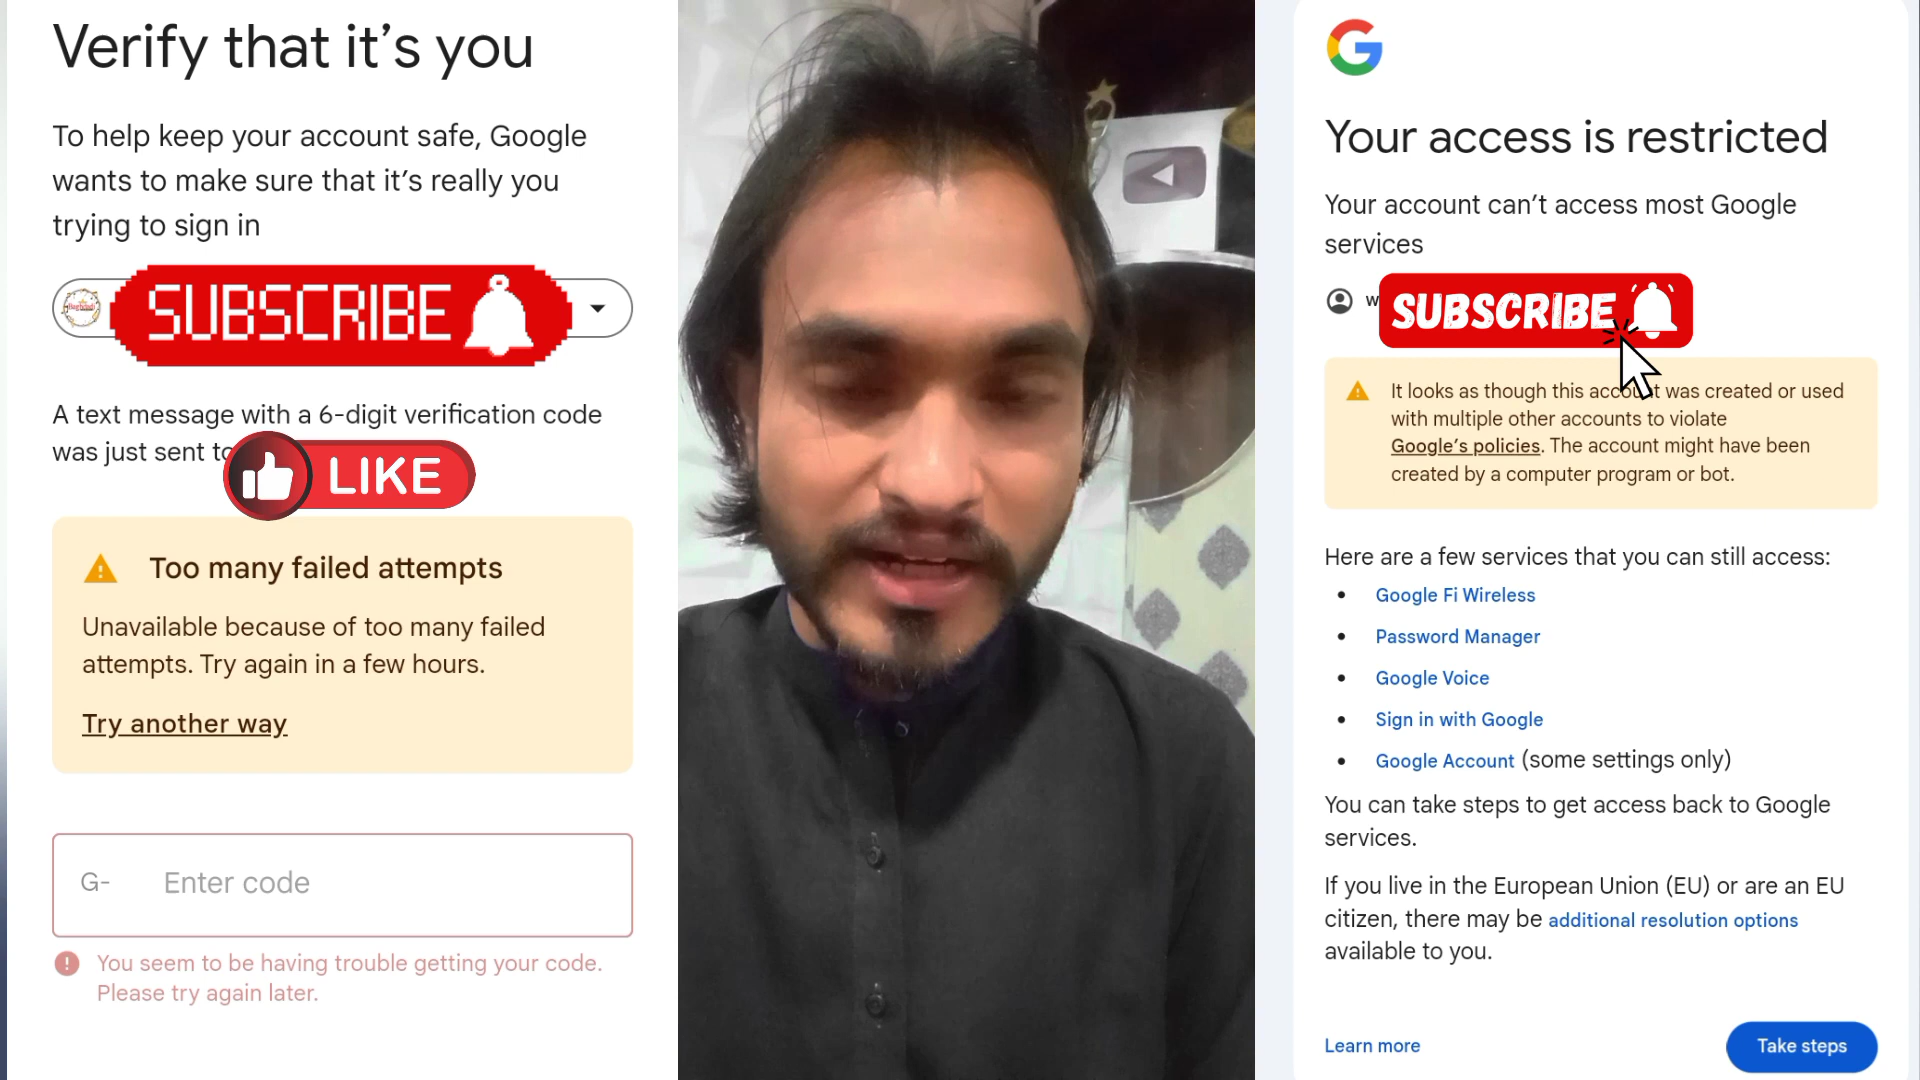 Verify that it's you
To help keep your account safe, Google
wants to make sure that it's really you
trying to sign in
SUBSCRIBE
A text message with a 6-digit verification code
was just sent to
LIKE
Too many failed attempts
Unavailable because of too many failed
attempts. Try again in a few hours.
Try another way
G- Enter code
You seem to be having trouble getting your code.
Please try again later.
Your access is restricted
Your account can't access most Google
services
w
SUBSCRIBE
It looks as though this account was created or used
with multiple other accounts to violate
Google's policies. The account might have been
created by a computer program or bot.
Here are a few services that you can still access:
• Google Fi Wireless
• Password Manager
• Google Voice
• Sign in with Google
• Google Account (some settings only)
You can take steps to get access back to Google
services.
If you live in the European Union (EU) or are an EU
citizen, there may be additional resolution options
available to you.
Learn more
Take steps